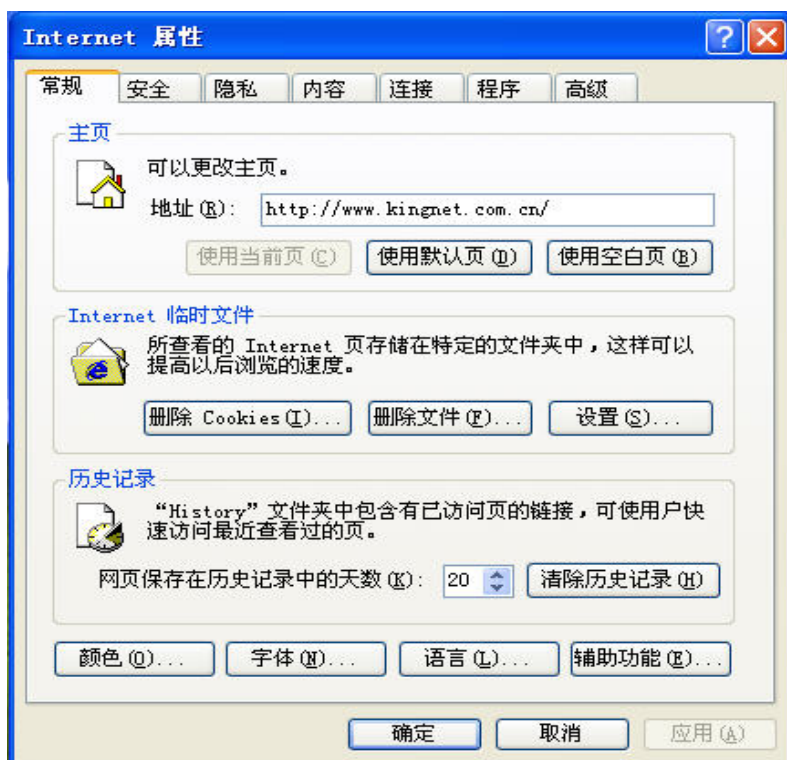 Internet 属性
常规 安全 隐私 内容 连接 程序 高级
主页
可以更改主页。
地址(R): http://www.kingnet.com.cn/
使用当前页(C) 使用默认页(D) 使用空白页(B)
Internet 临时文件
所查看的 Internet 页存储在特定的文件夹中，这样可以
提高以后浏览的速度。
删除 Cookies(I)... 删除文件(F)... 设置(S)...
历史记录
“History”文件夹中包含有已访问页的链接，可使用户快
速访问最近查看过的页。
网页保存在历史记录中的天数(K): 20 清除历史记录(H)
颜色(O)... 字体(N)... 语言(L)... 辅助功能(E)...
确定 取消 应用(A)